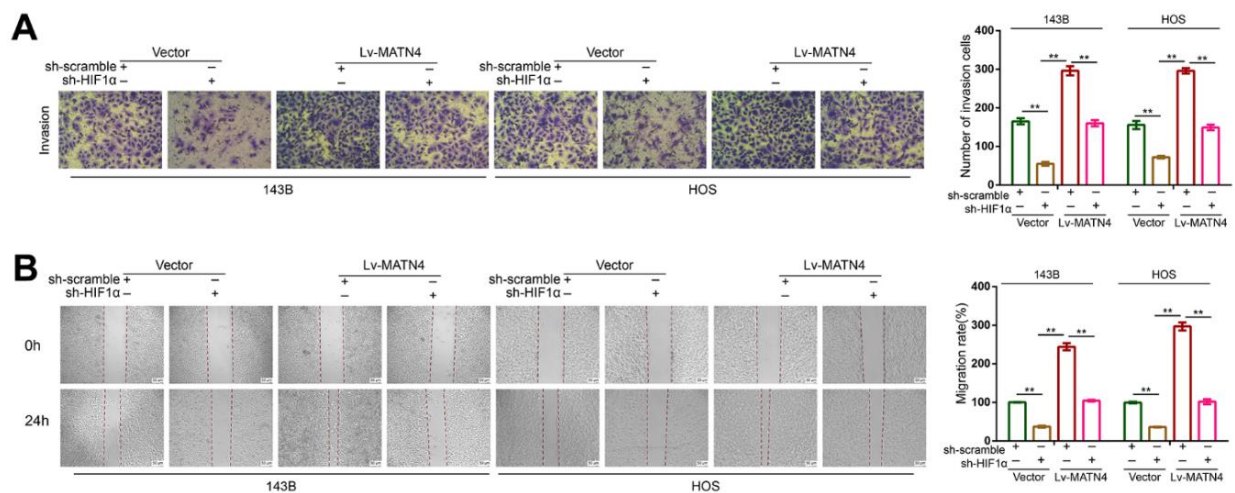 A
Vector
Lv-MATN4
Vector
Lv-MATN4
sh-scramble + – + – sh-scramble + – + –
sh-HIF1α – + – + sh-HIF1α – + – +
Invasion
143B
HOS
143B
HOS
Number of invasion cells
400
300
200
100
0
** ** ** ** ** **
sh-scramble + – + – + – + –
sh-HIF1α – + – + – + – +
Vector Lv-MATN4 Vector Lv-MATN4
B
Vector
Lv-MATN4
Vector
Lv-MATN4
sh-scramble + – + – sh-scramble + – + –
sh-HIF1α – + – + sh-HIF1α – + – +
0h
24h
143B
HOS
143B
HOS
Migration rate(%)
400
300
200
100
0
** ** ** ** ** **
sh-scramble + – + – + – + –
sh-HIF1α – + – + – + – +
Vector Lv-MATN4 Vector Lv-MATN4